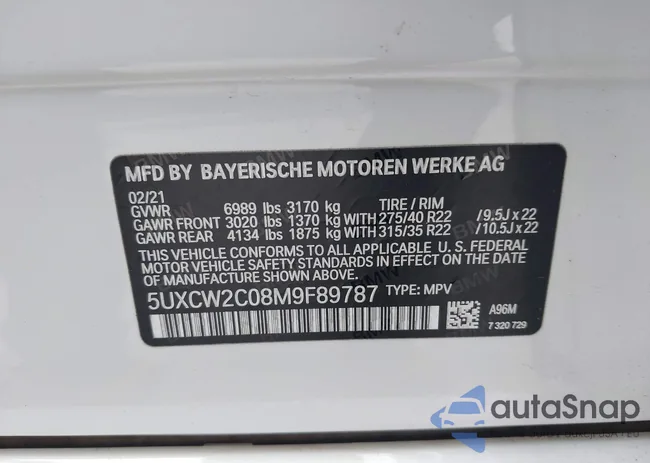 MFD BY BAYERISCHE MOTOREN WERKE AG
02/21
GVWR 6989 lbs 3170 kg TIRE / RIM
GAWR FRONT 3020 lbs 1370 kg WITH 275/40 R22 /9.5J x 22
GAWR REAR 4134 lbs 1875 kg WITH 315/35 R22 /10.5J x 22
THIS VEHICLE CONFORMS TO ALL APPLICABLE U. S. FEDERAL
MOTOR VEHICLE SAFETY STANDARDS IN EFFECT ON THE DATE
OF MANUFACTURE SHOWN ABOVE.
5UXCW2C08M9F89787 TYPE: MPV
A96M
7 320 729
autoSnap